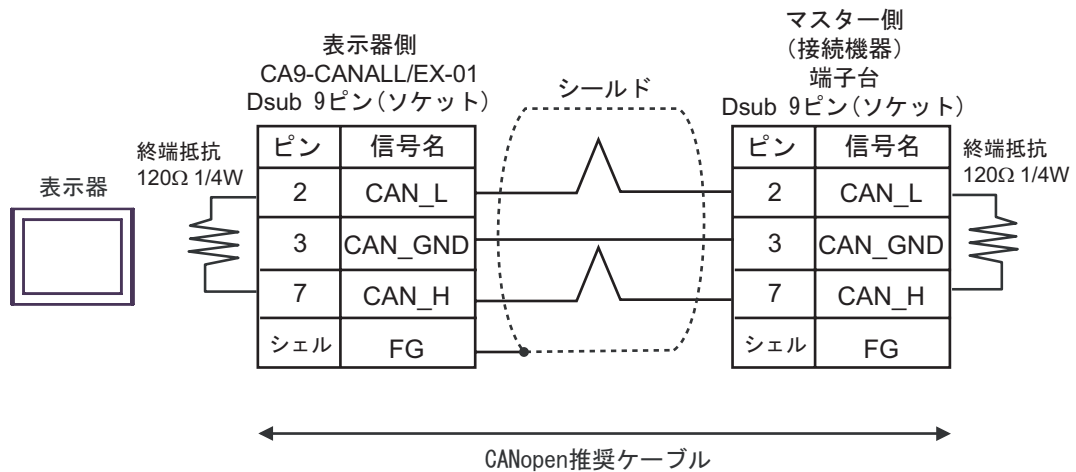 表示器
終端抵抗
120Ω 1/4W
表示器側
CA9-CANALL/EX-01
Dsub 9ピン(ソケット)
ピン 信号名
2 CAN_L
3 CAN_GND
7 CAN_H
シェル FG
シールド
マスター側
(接続機器)
端子台
Dsub 9ピン(ソケット)
ピン 信号名
2 CAN_L
3 CAN_GND
7 CAN_H
シェル FG
終端抵抗
120Ω 1/4W
CANopen推奨ケーブル